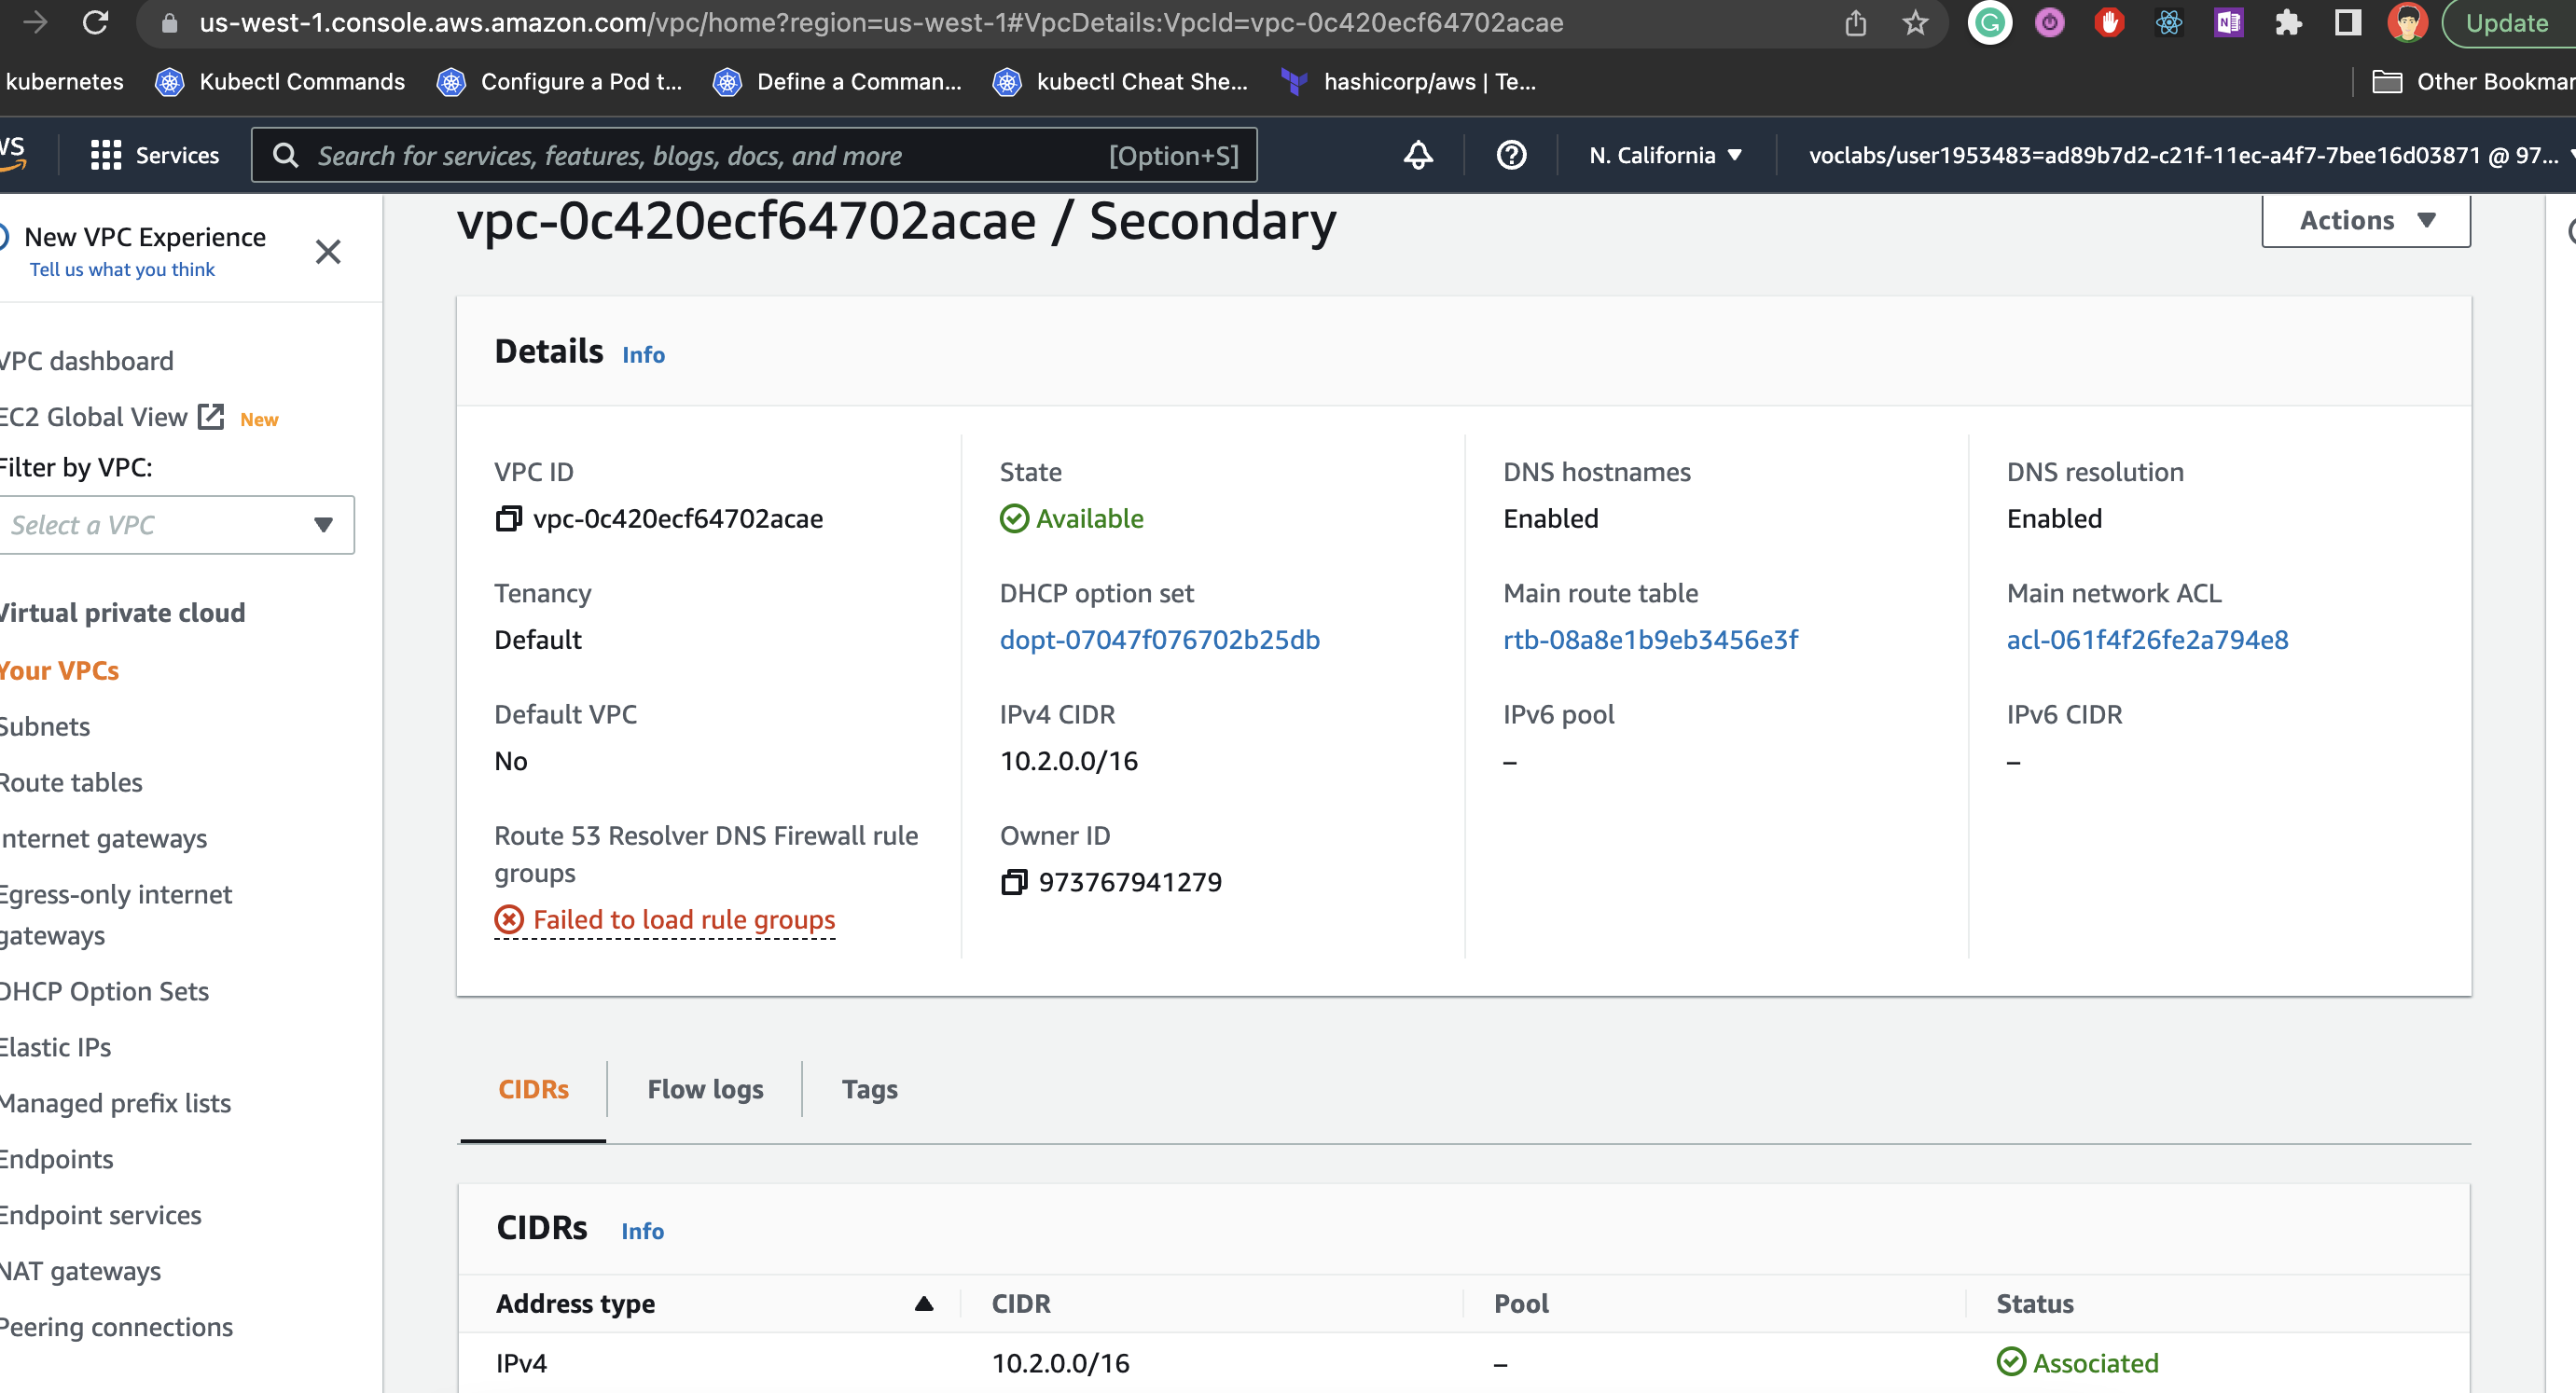 us-west-1.console.aws.amazon.com/vpc/home?region=us-west-1#VpcDetails:VpcId=vpc-0c420ecf64702acae
Update
kubernetes
Kubectl Commands
Configure a Pod t...
Define a Comman...
kubectl Cheat She...
hashicorp/aws | Te...
Other Bookmar
Services
Search for services, features, blogs, docs, and more
[Option+S]
N. California
voclabs/user1953483=ad89b7d2-c21f-11ec-a4f7-7bee16d03871 @ 97...
New VPC Experience
Tell us what you think
VPC dashboard
EC2 Global View
New
Filter by VPC:
Select a VPC
Virtual private cloud
Your VPCs
Subnets
Route tables
Internet gateways
Egress-only internet
gateways
DHCP Option Sets
Elastic IPs
Managed prefix lists
Endpoints
Endpoint services
NAT gateways
Peering connections
vpc-0c420ecf64702acae / Secondary
Actions
Details
Info
VPC ID
vpc-0c420ecf64702acae
State
Available
DNS hostnames
Enabled
DNS resolution
Enabled
Tenancy
Default
DHCP option set
dopt-07047f076702b25db
Main route table
rtb-08a8e1b9eb3456e3f
Main network ACL
acl-061f4f26fe2a794e8
Default VPC
No
IPv4 CIDR
10.2.0.0/16
IPv6 pool
–
IPv6 CIDR
–
Route 53 Resolver DNS Firewall rule
groups
Failed to load rule groups
Owner ID
973767941279
CIDRs
Flow logs
Tags
CIDRs
Info
Address type
CIDR
Pool
Status
IPv4
10.2.0.0/16
–
Associated